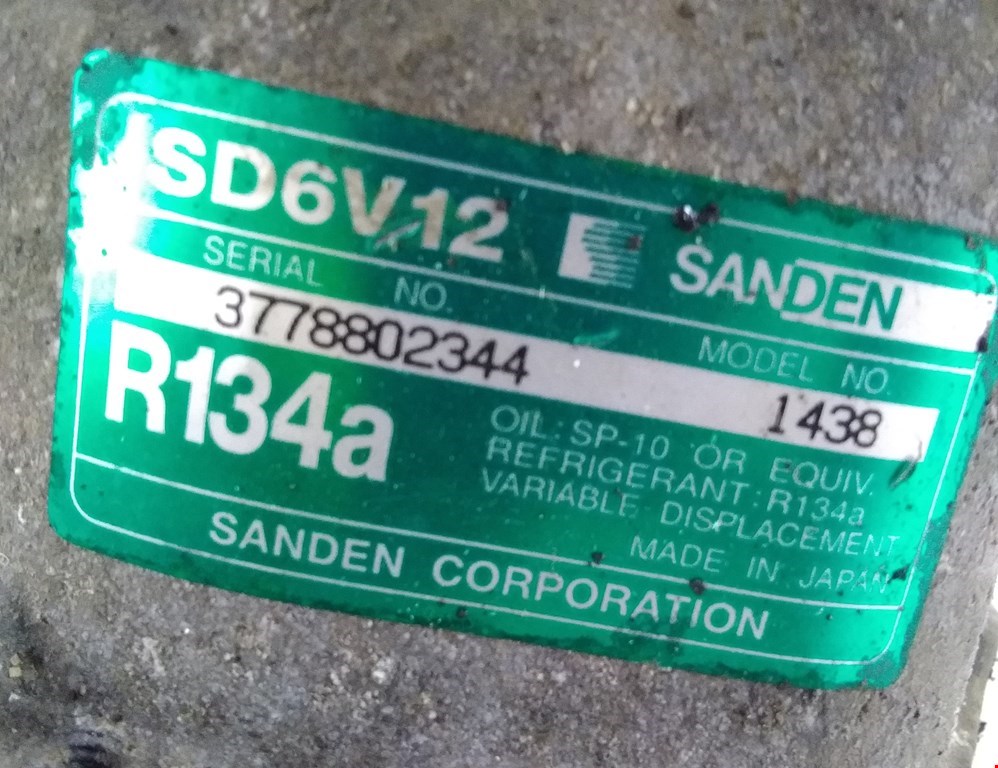 SD6V12 SANDEN
SERIAL NO. MODEL NO.
37788802344 1438
R134a
OIL: SP-10 OR EQUIV.
REFRIGERANT: R134a
VARIABLE DISPLACEMENT
MADE IN JAPAN
SANDEN CORPORATION